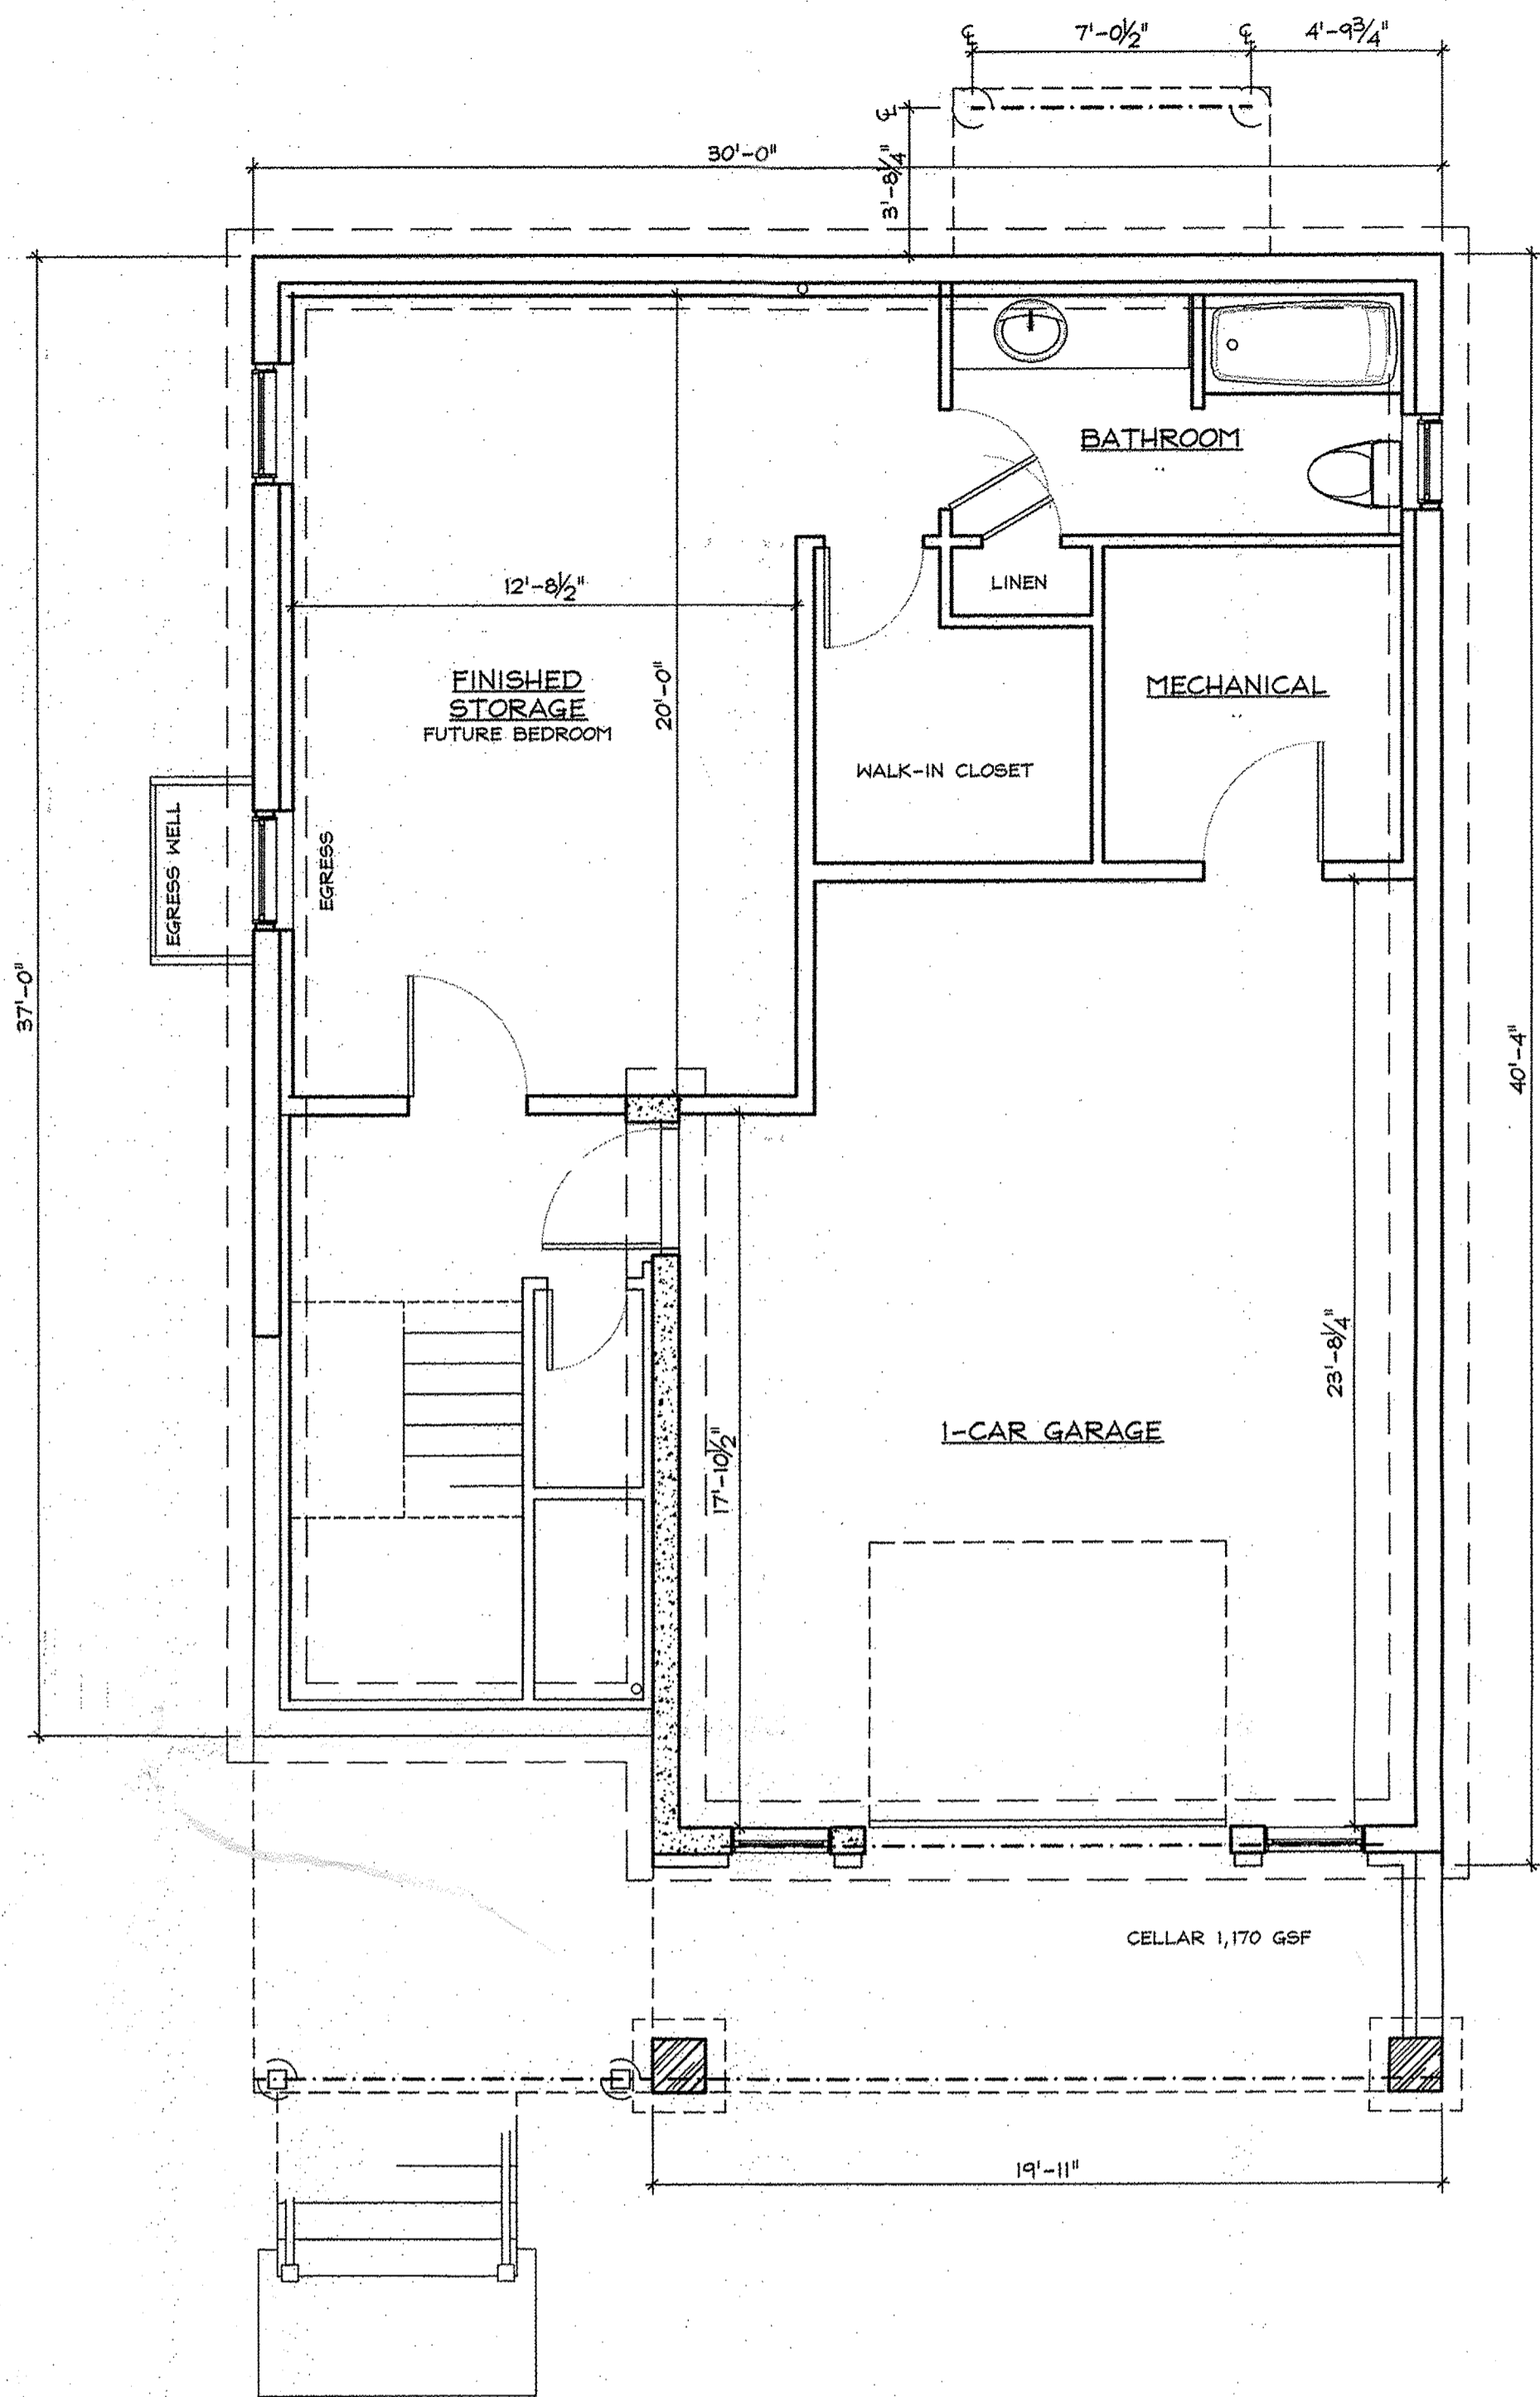 ℄ 7'-0½" ℄ 4'-9¾"
℄
30'-0"
3'-8¼"
BATHROOM
12'-8½"
LINEN
FINISHED
STORAGE
FUTURE BEDROOM
20'-0"
MECHANICAL
WALK-IN CLOSET
EGRESS WELL
EGRESS
37'-0"
40'-4"
23'-8¼"
1-CAR GARAGE
17'-10½"
CELLAR 1,170 GSF
19'-11"